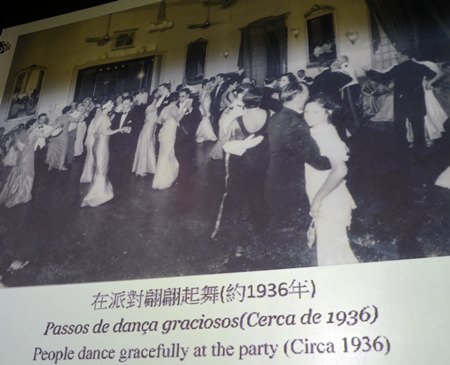 在派對翩翩起舞(約1936年)
Passos de dança graciosos(Cerca de 1936)
People dance gracefully at the party (Circa 1936)